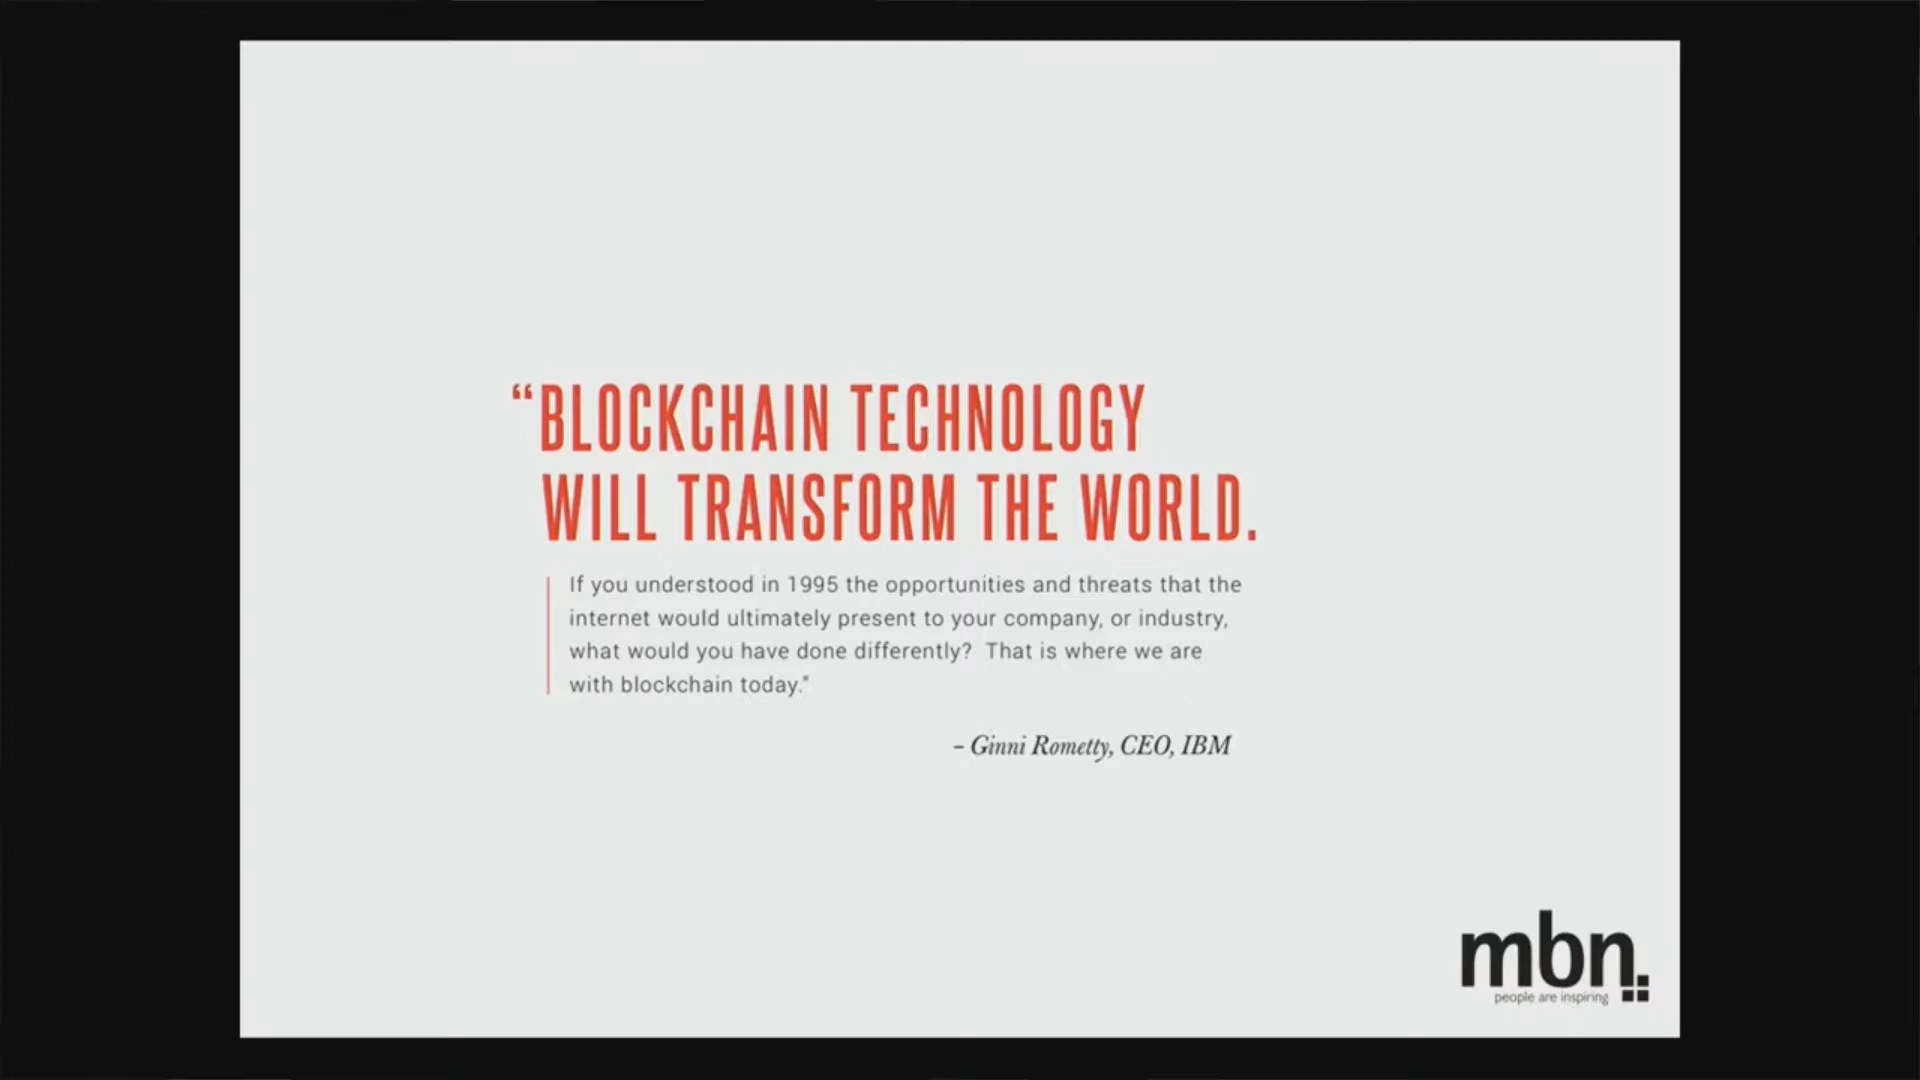 “BLOCKCHAIN TECHNOLOGY
WILL TRANSFORM THE WORLD.
If you understood in 1995 the opportunities and threats that the
internet would ultimately present to your company, or industry,
what would you have done differently?  That is where we are
with blockchain today."
– Ginni Rometty, CEO, IBM
mbn
people are inspiring